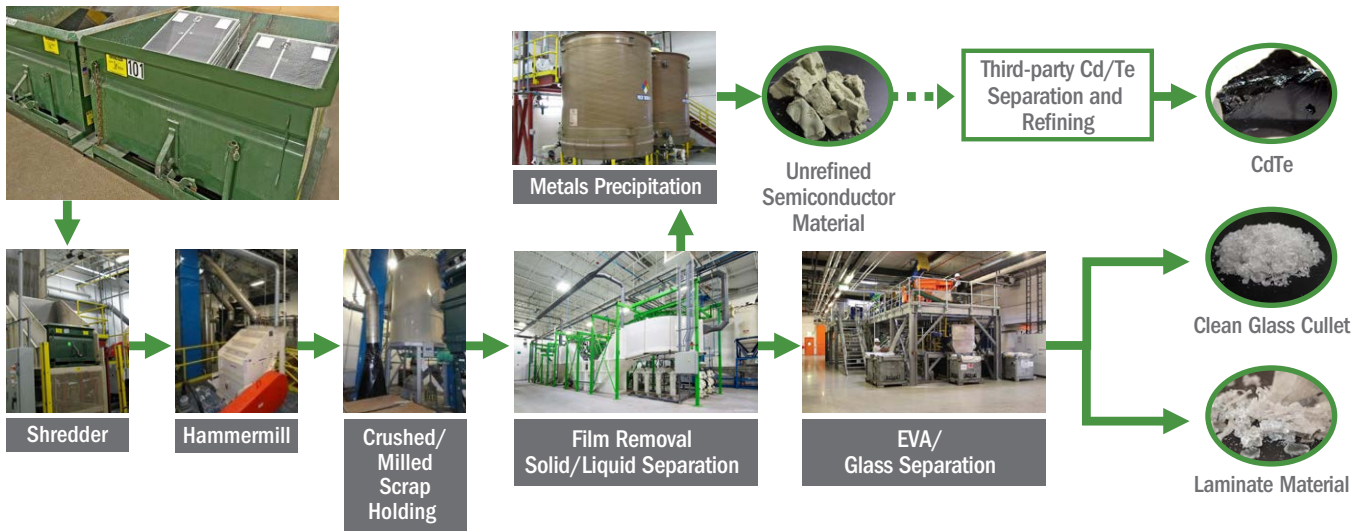 101
Metals Precipitation
Unrefined
Semiconductor
Material
Third-party Cd/Te
Separation and
Refining
CdTe
Shredder
Hammermill
Crushed/
Milled
Scrap
Holding
Film Removal
Solid/Liquid Separation
EVA/
Glass Separation
Clean Glass Cullet
Laminate Material